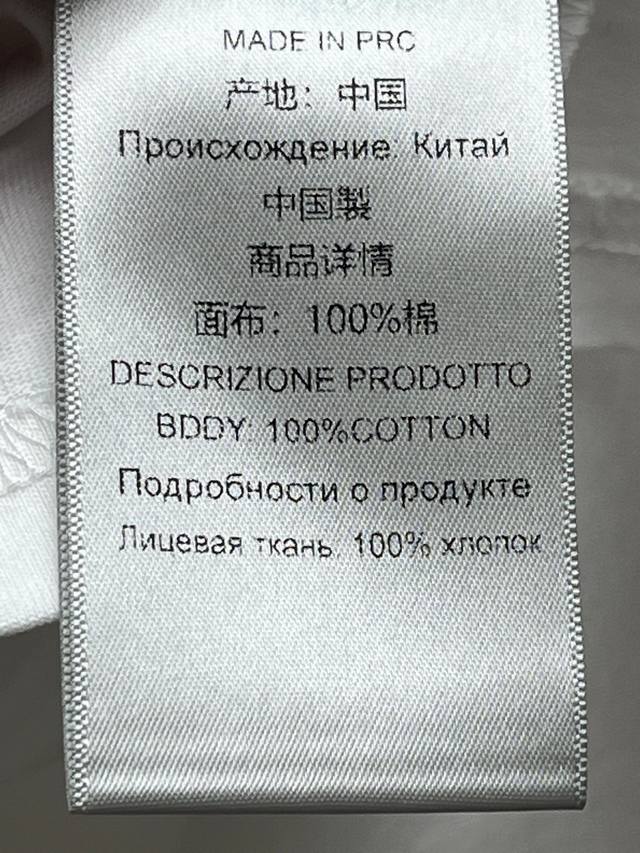 MADE IN PRC
产地：中国
Происхождение: Китай
中国製
商品详情
面布：100%棉
DESCRIZIONE PRODOTTO
BDDY: 100%COTTON
Подробности о продукте
Лицевая ткань: 100% хлопок